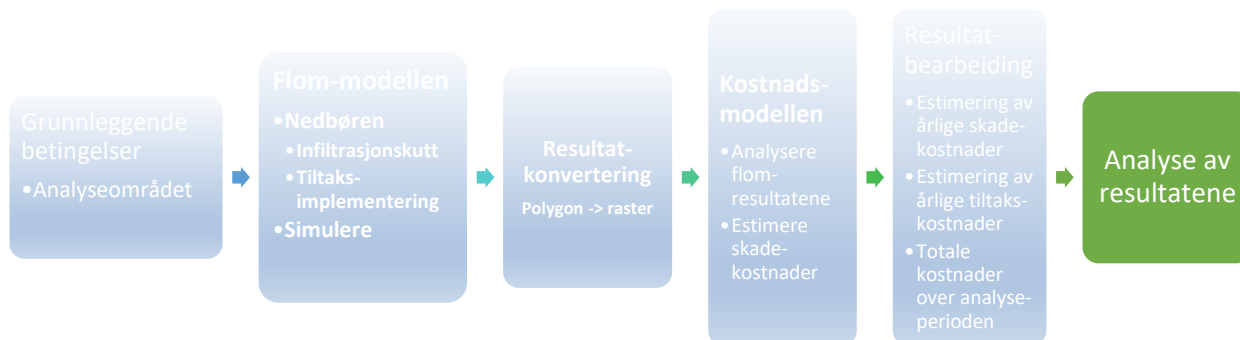 Grunnleggende
betingelser
•Analyseområdet
Flom-modellen
•Nedbøren
•Infiltrasjonskutt
•Tiltaks-
implementering
•Simulere
Resultat-
konvertering
Polygon -> raster
Kostnads-
modellen
•Analysere
flom-
resultatene
•Estimere
skade-
kostnader
Resultat-
bearbeiding
•Estimering av
årlige skade-
kostnader
•Estimering av
årlige tiltaks-
kostnader
•Totale
kostnader
over analyse-
perioden
Analyse av
resultatene